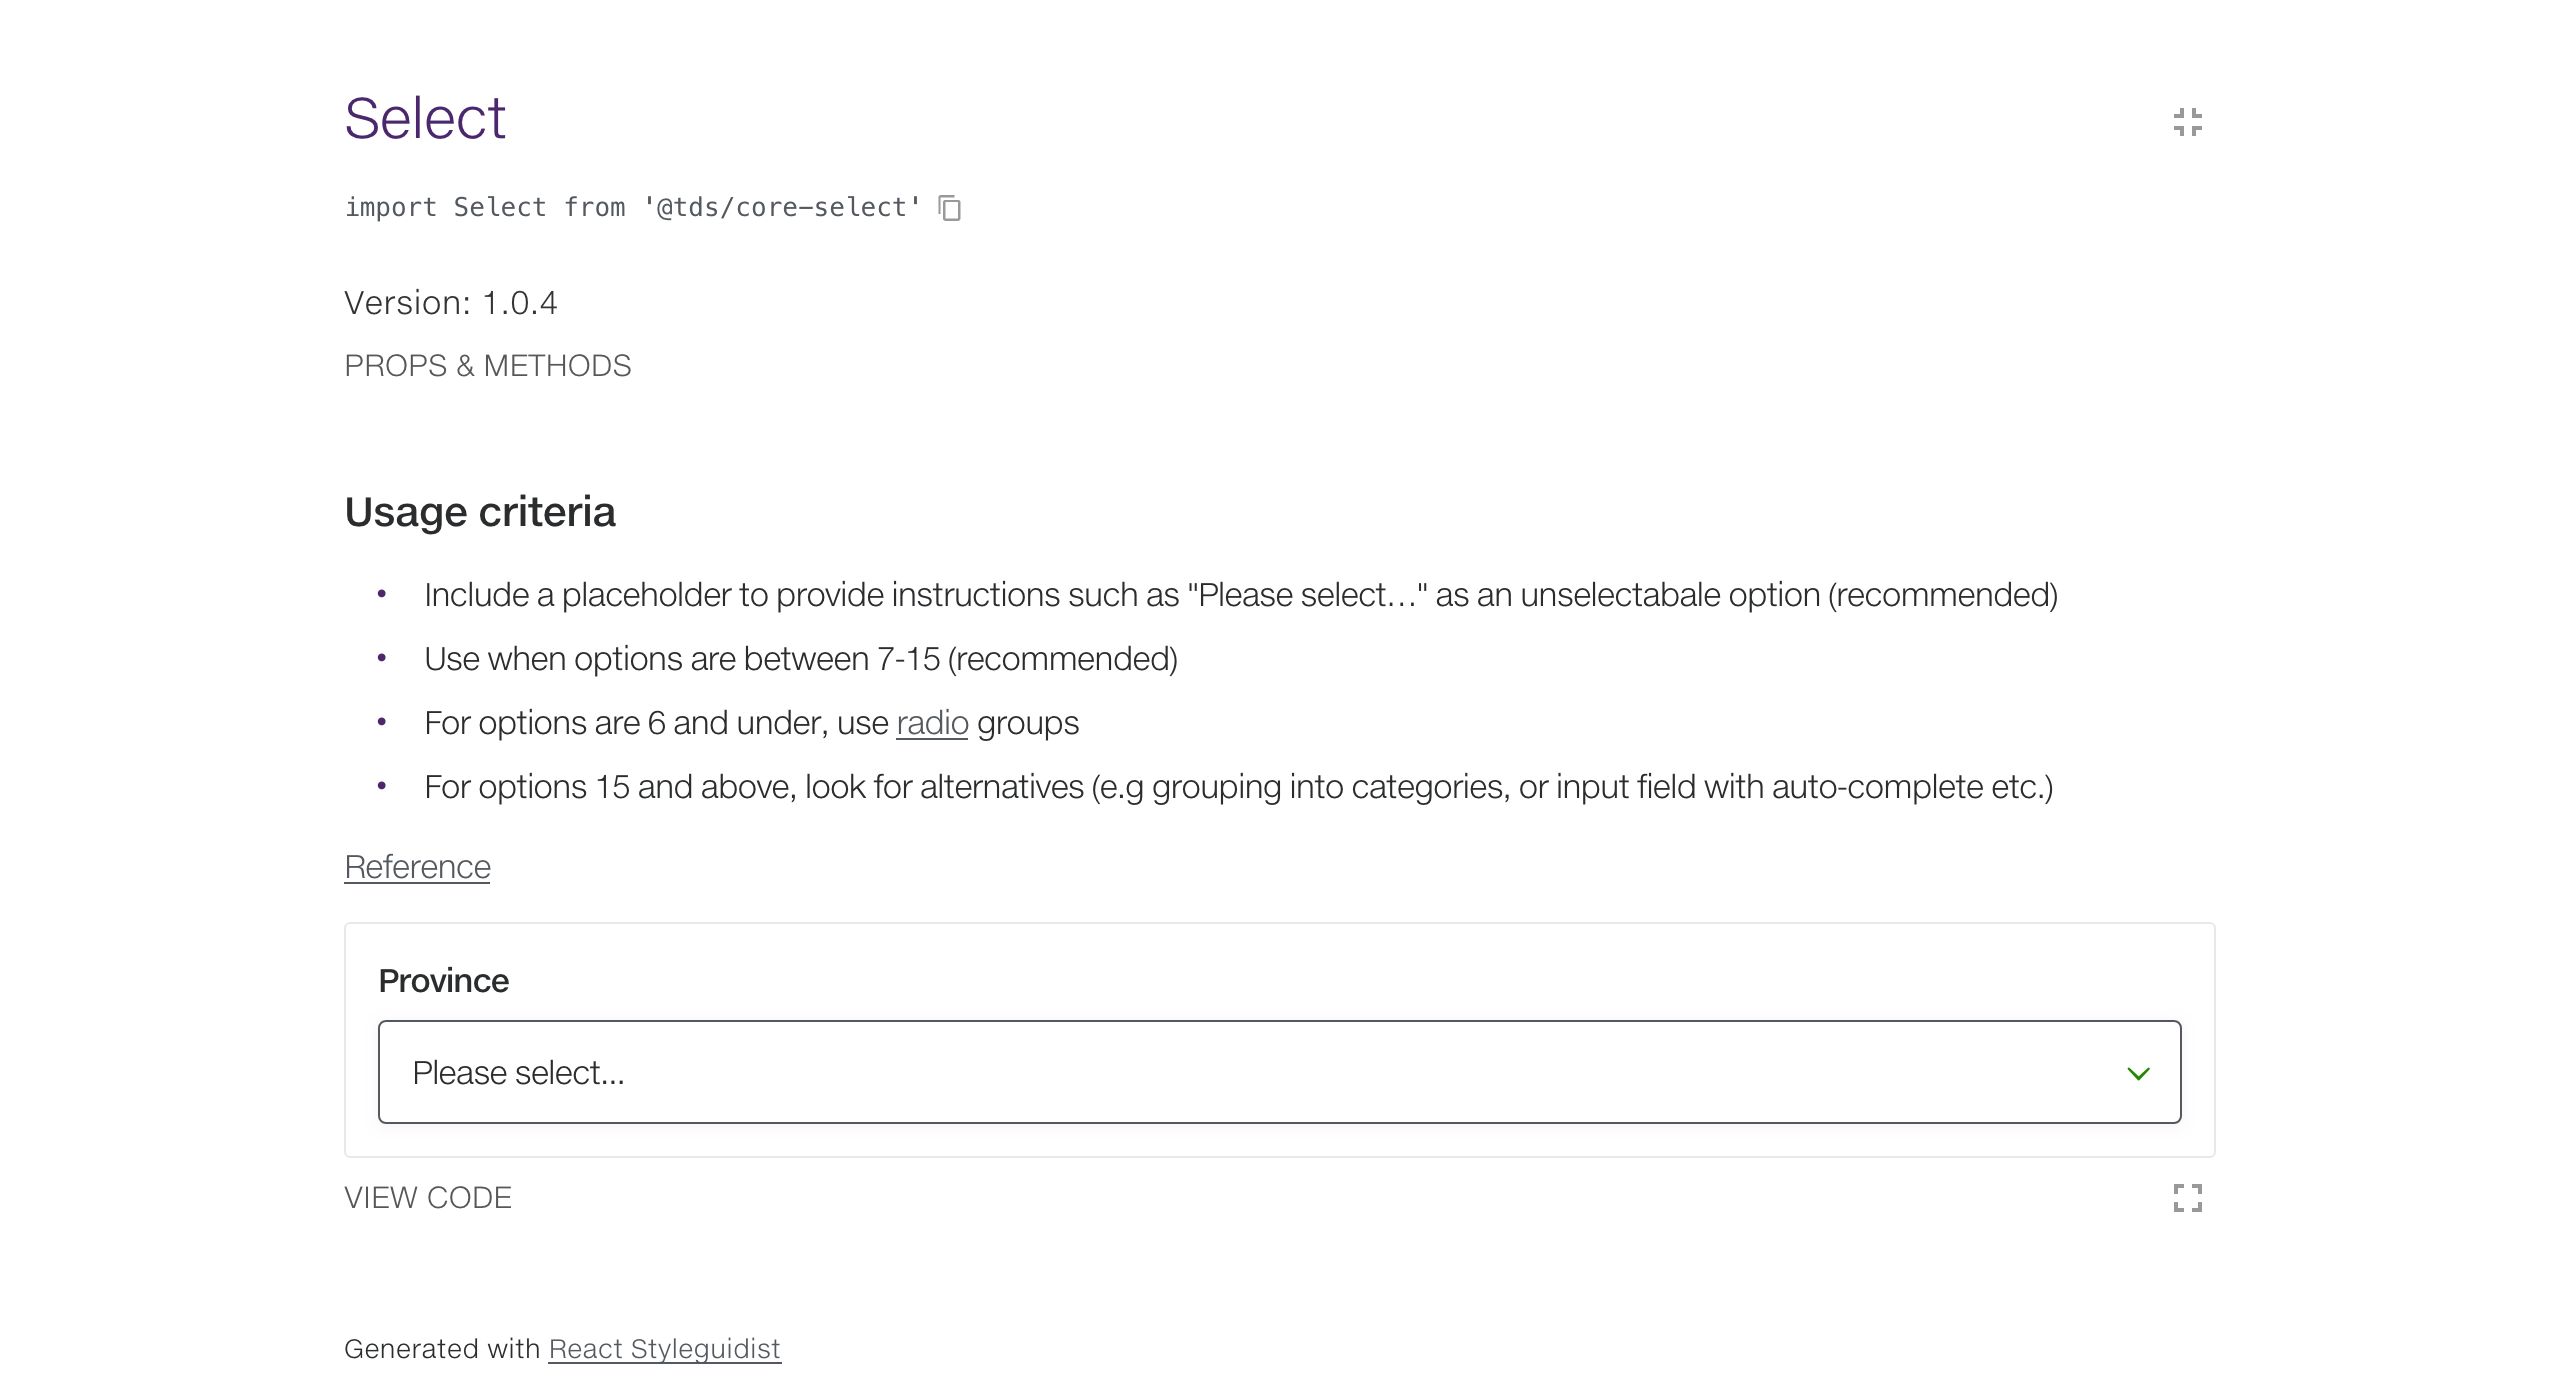 Select
import Select from '@tds/core-select'
Version: 1.0.4
PROPS & METHODS
Usage criteria
• Include a placeholder to provide instructions such as "Please select…" as an unselectabale option (recommended)
• Use when options are between 7-15 (recommended)
• For options are 6 and under, use radio groups
• For options 15 and above, look for alternatives (e.g grouping into categories, or input field with auto-complete etc.)
Reference
Province
Please select...
VIEW CODE
Generated with React Styleguidist